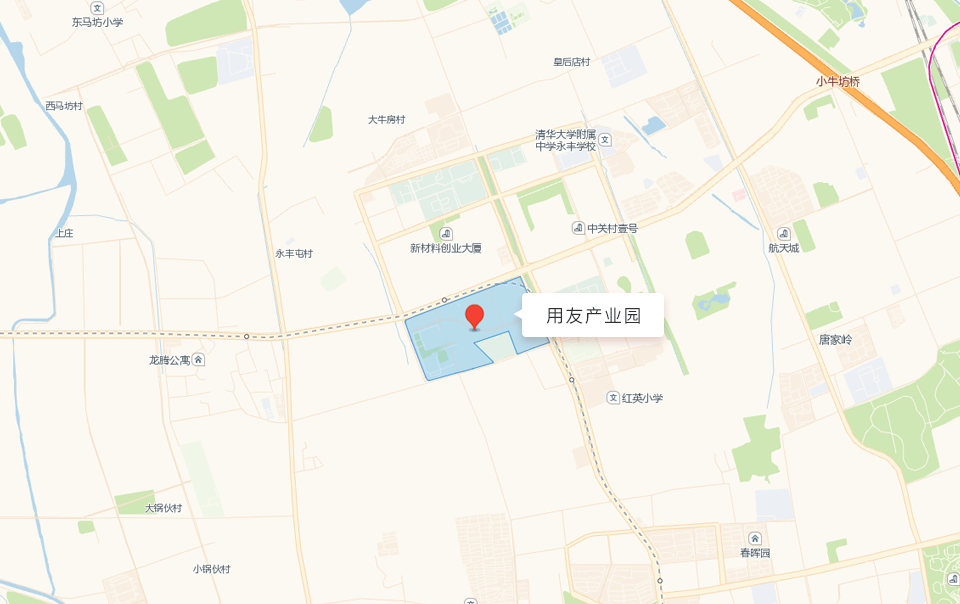 东马坊小学
皇后店村
小牛坊桥
西马坊村
大牛房村
清华大学附属
中学永丰学校
上庄
永丰屯村
新材料创业大厦
中关村壹号
航天城
用友产业园
龙腾公寓
唐家岭
红英小学
大锅伙村
春晖园
小锅伙村